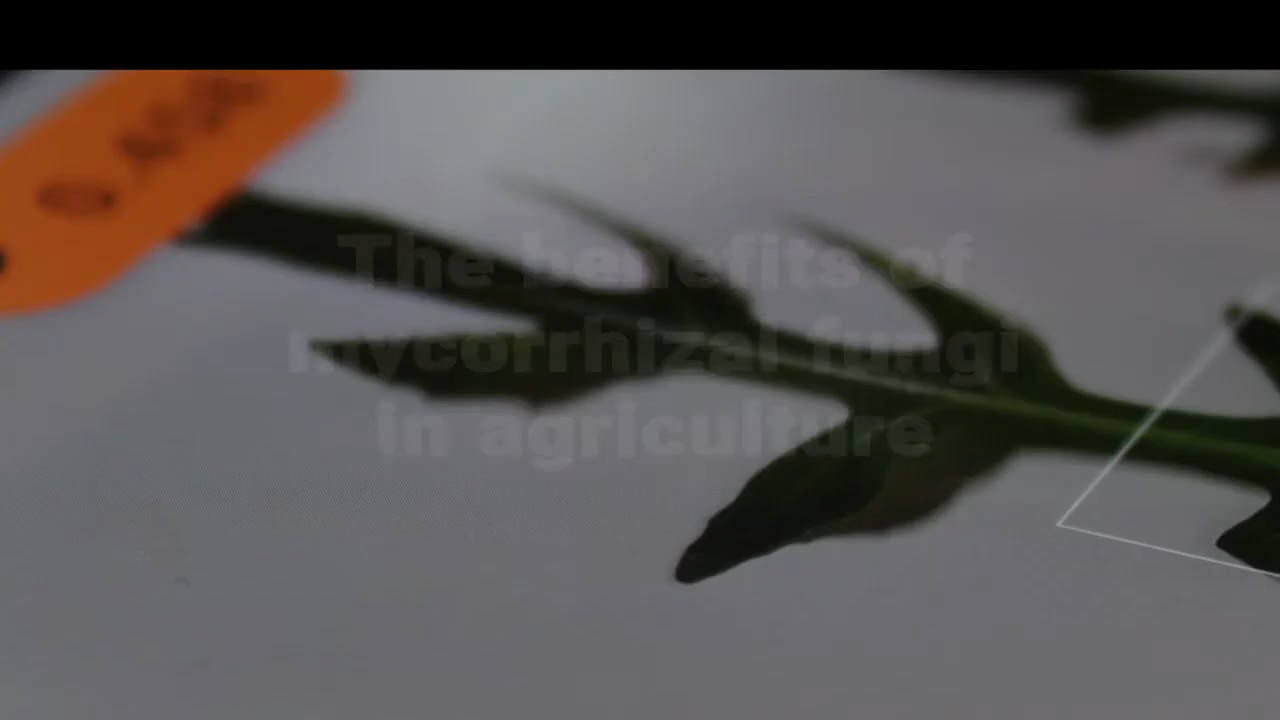 The benefits of
mycorrhizal fungi
in agriculture